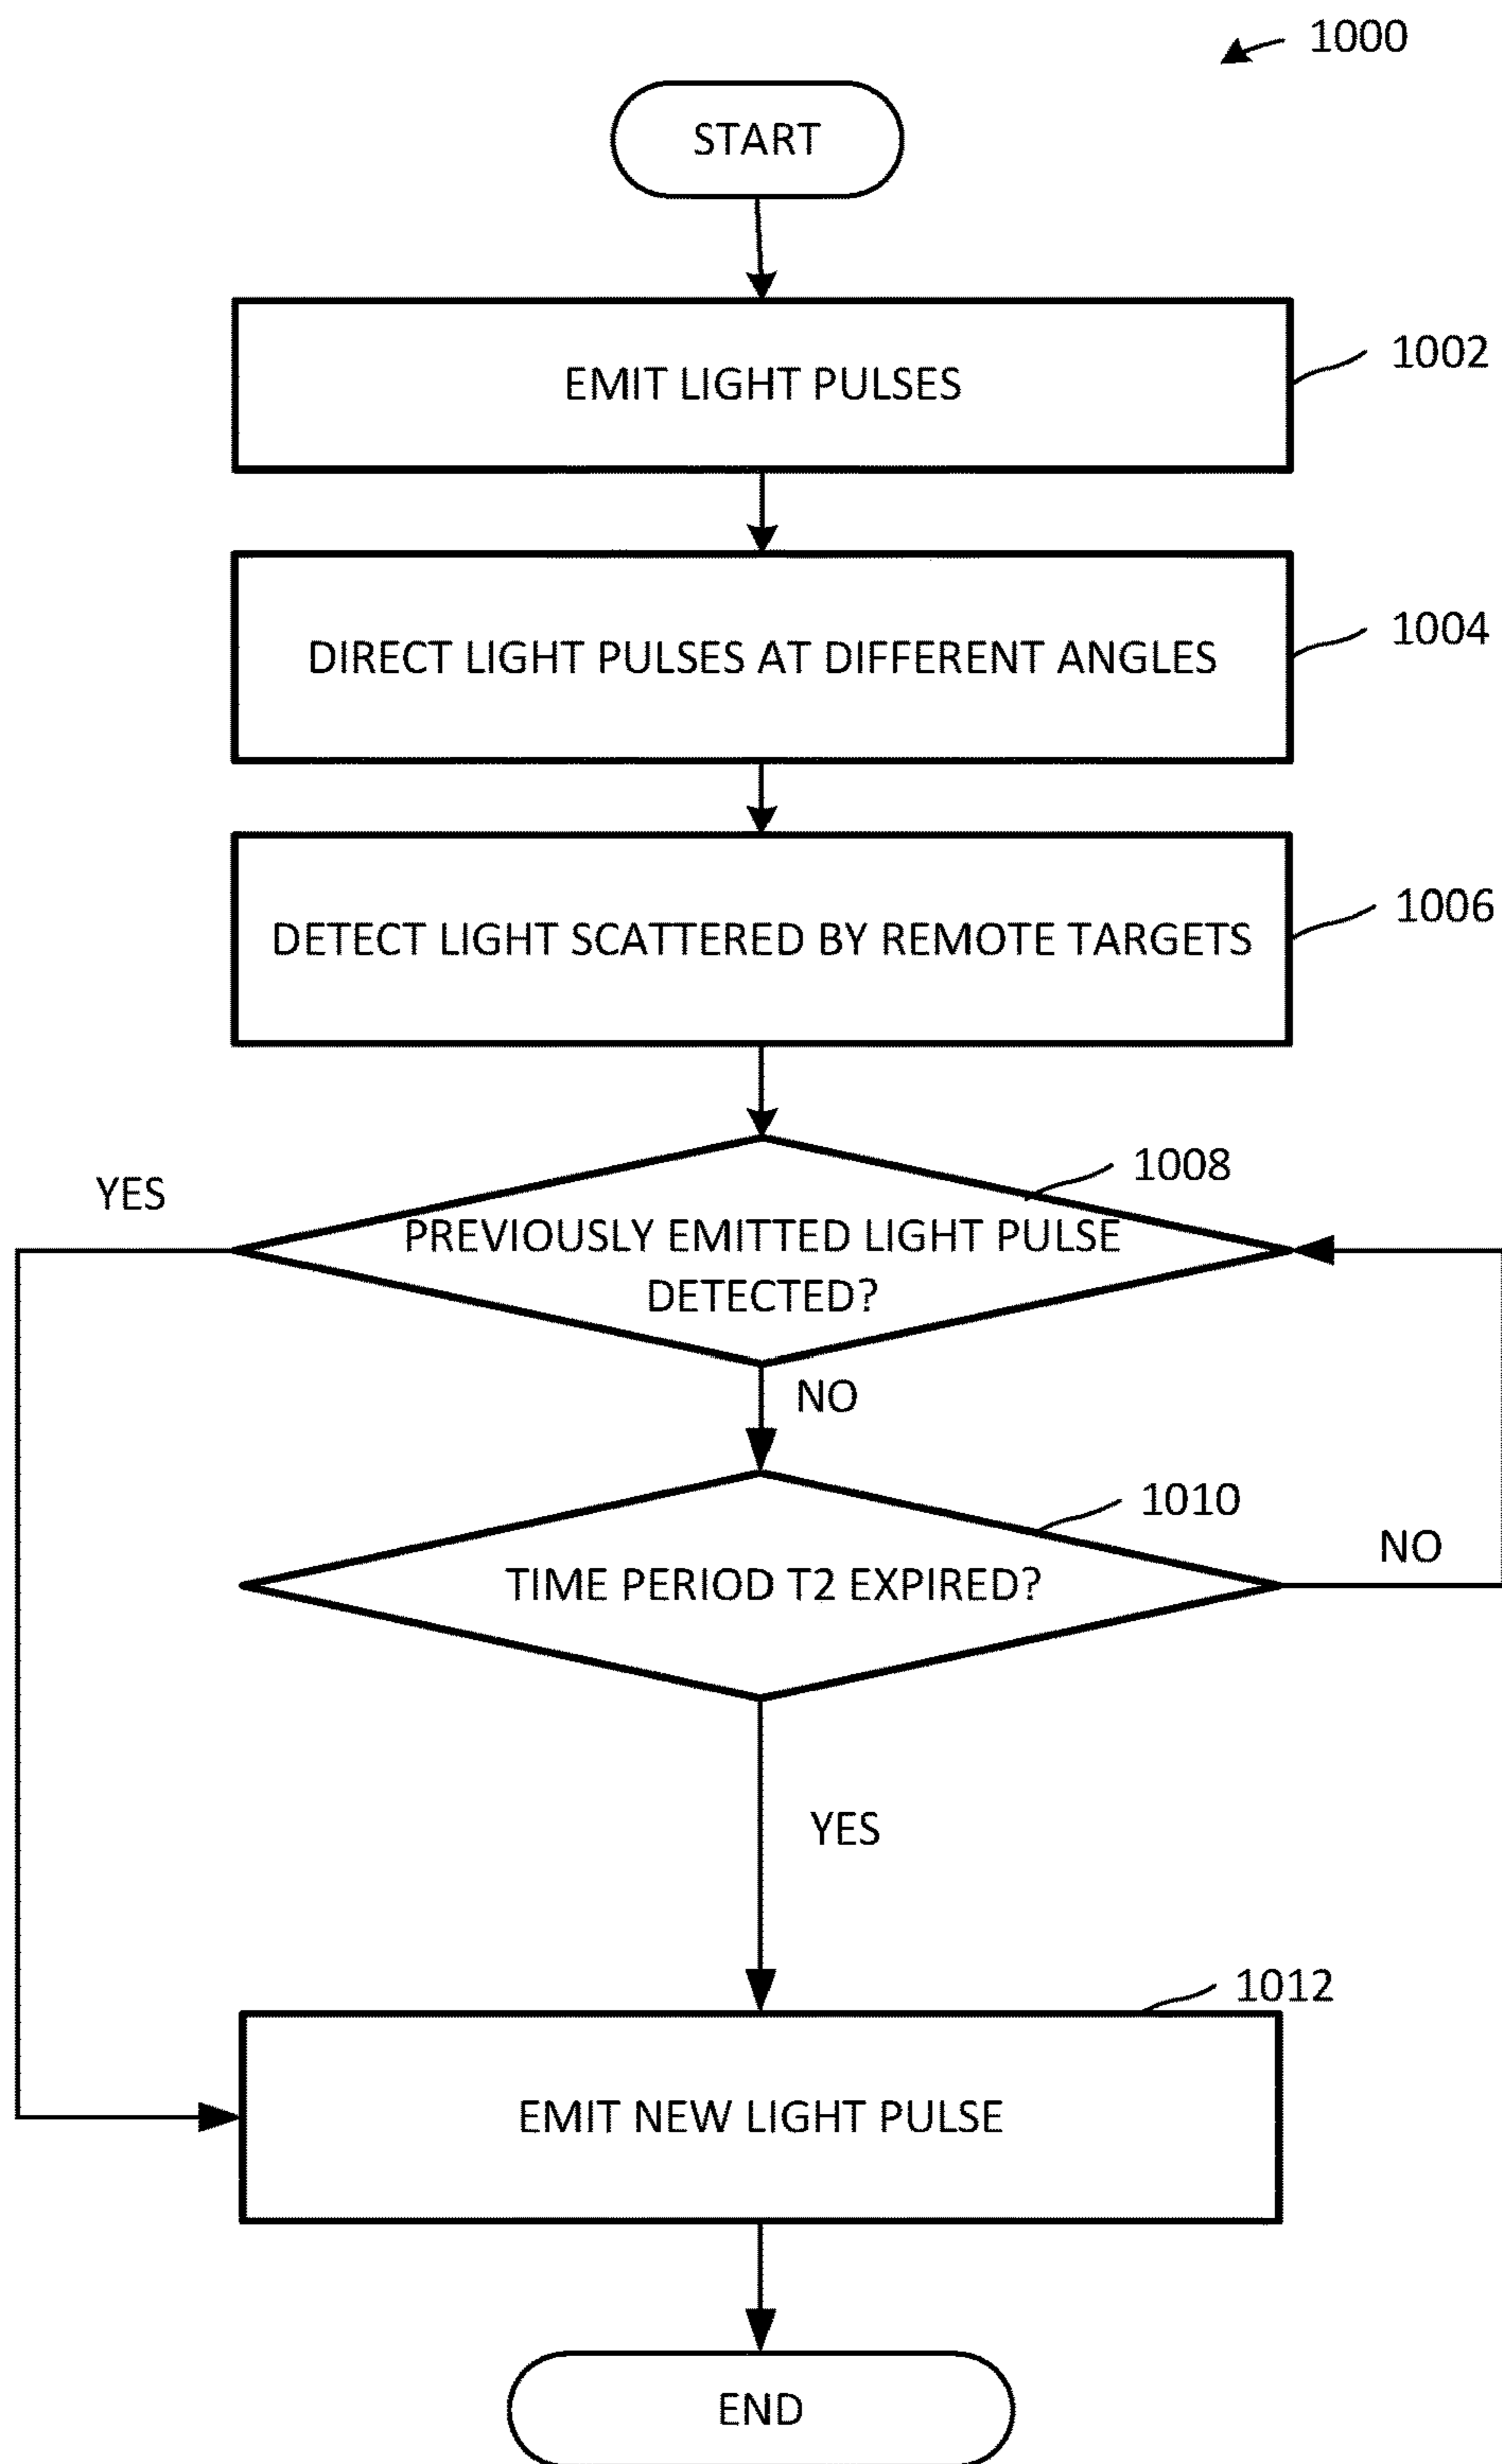 1000
START
EMIT LIGHT PULSES
1002
DIRECT LIGHT PULSES AT DIFFERENT ANGLES
1004
DETECT LIGHT SCATTERED BY REMOTE TARGETS
1006
YES
1008
PREVIOUSLY EMITTED LIGHT PULSE
DETECTED?
NO
1010
TIME PERIOD T2 EXPIRED?
NO
YES
1012
EMIT NEW LIGHT PULSE
END